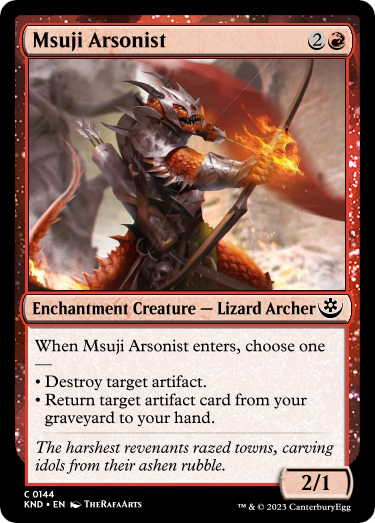 Msuji Arsonist 2
Enchantment Creature — Lizard Archer
When Msuji Arsonist enters, choose one
—
• Destroy target artifact.
• Return target artifact card from your
graveyard to your hand.
The harshest revenants razed towns, carving
idols from their ashen rubble.
2/1
C 0144
KND • EN TheRafaArts
™ & © 2023 CanterburyEgg